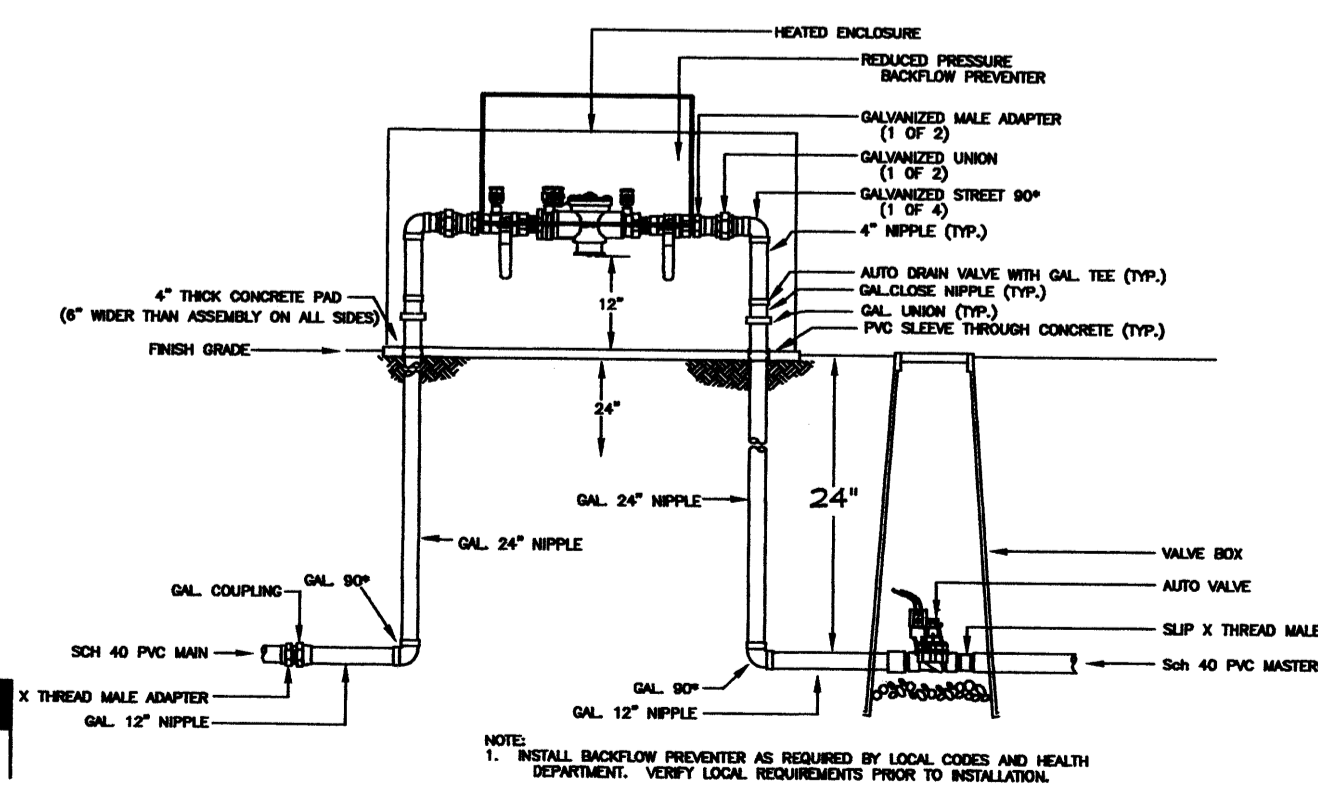 HEATED ENCLOSURE
REDUCED PRESSURE
BACKFLOW PREVENTER
GALVANIZED MALE ADAPTER
(1 OF 2)
GALVANIZED UNION
(1 OF 2)
GALVANIZED STREET 90°
(1 OF 4)
4" NIPPLE (TYP.)
AUTO DRAIN VALVE WITH GAL. TEE (TYP.)
GAL.CLOSE NIPPLE (TYP.)
GAL. UNION (TYP.)
PVC SLEEVE THROUGH CONCRETE (TYP.)
4" THICK CONCRETE PAD
(6" WIDER THAN ASSEMBLY ON ALL SIDES)
FINISH GRADE
12"
24"
GAL. 24" NIPPLE
24"
GAL. 24" NIPPLE
VALVE BOX
AUTO VALVE
SLIP X THREAD MALE
Sch 40 PVC MASTER
GAL. COUPLING
GAL. 90°
SCH 40 PVC MAIN
X THREAD MALE ADAPTER
GAL. 12" NIPPLE
GAL. 90°
GAL. 12" NIPPLE
NOTE:
1. INSTALL BACKFLOW PREVENTER AS REQUIRED BY LOCAL CODES AND HEALTH
DEPARTMENT. VERIFY LOCAL REQUIREMENTS PRIOR TO INSTALLATION.